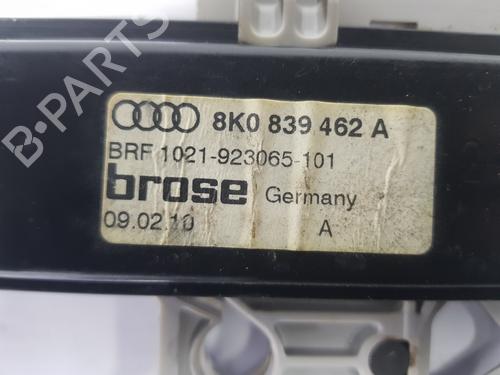 8K0 839 462 A
BRF 1021-923065-101
brose Germany
09.02.10 A
B-PARTS